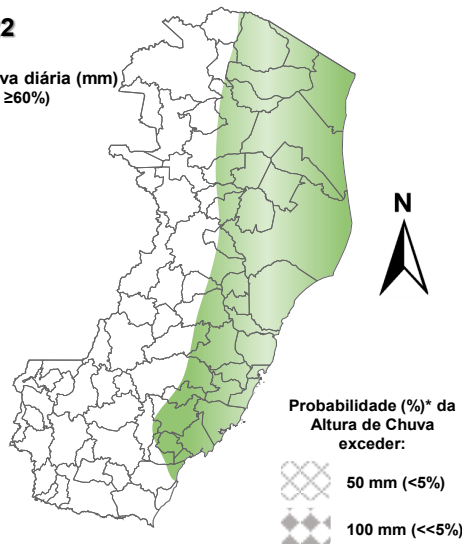 2
va diária (mm)
≥60%)
N
Probabilidade (%)* da
Altura de Chuva
exceder:
50 mm (<5%)
100 mm (<<5%)